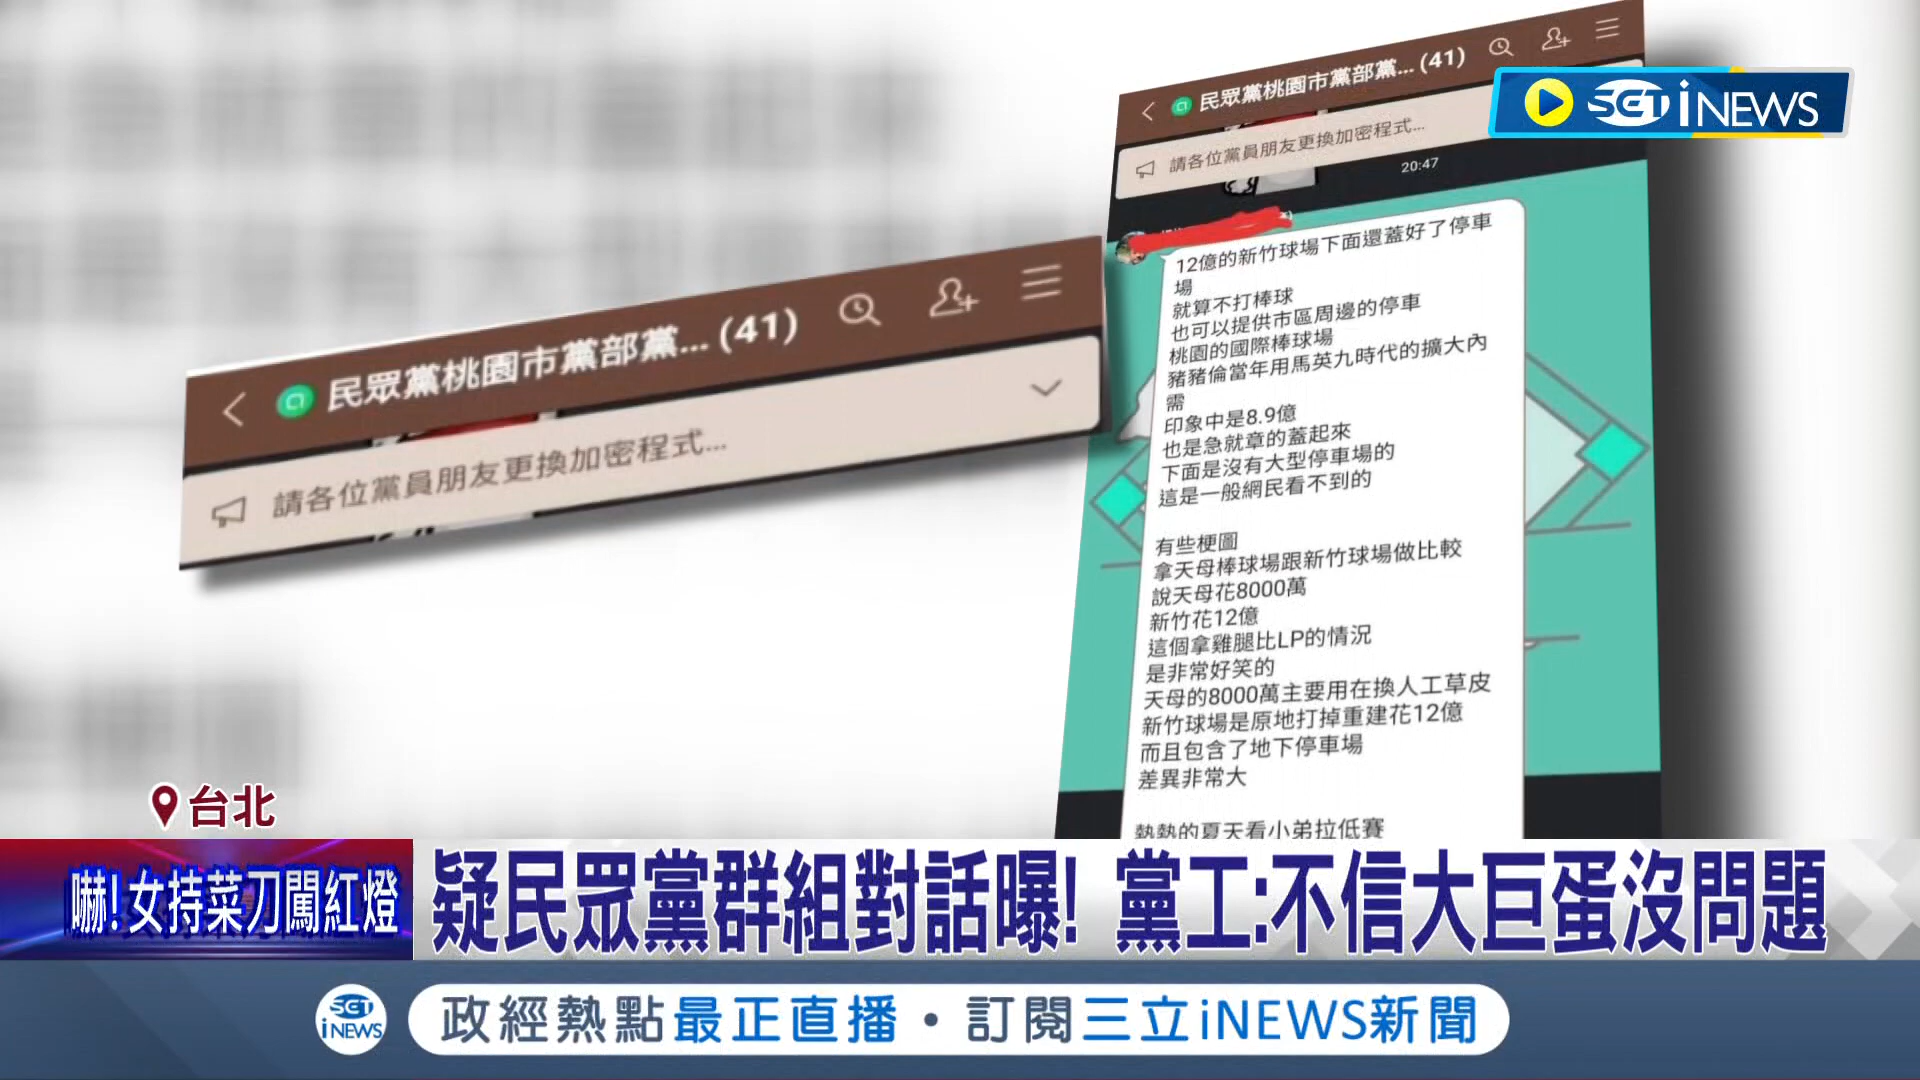 民眾黨桃園市黨部黨... (41)
請各位黨員朋友更換加密程式...
SETiNEWS
民眾黨桃園市黨部黨... (41)
請各位黨員朋友更換加密程式...
20:47
12億的新竹球場下面還蓋好了停車
場
就算不打棒球
也可以提供市區周邊的停車
桃園的國際棒球場
豬豬倫當年用馬英九時代的擴大內
需
印象中是8.9億
也是急就章的蓋起來
下面是沒有大型停車場的
這是一般網民看不到的
有些梗圖
拿天母棒球場跟新竹球場做比較
說天母花8000萬
新竹花12億
這個拿雞腿比LP的情況
是非常好笑的
天母的8000萬主要用在換人工草皮
新竹球場是原地打掉重建花12億
而且包含了地下停車場
差異非常大
熱熱的夏天看小弟拉低賽
台北
嚇!女持菜刀闖紅燈
疑民眾黨群組對話曝! 黨工:不信大巨蛋沒問題
SET iNEWS
政經熱點最正直播・訂閱三立iNEWS新聞